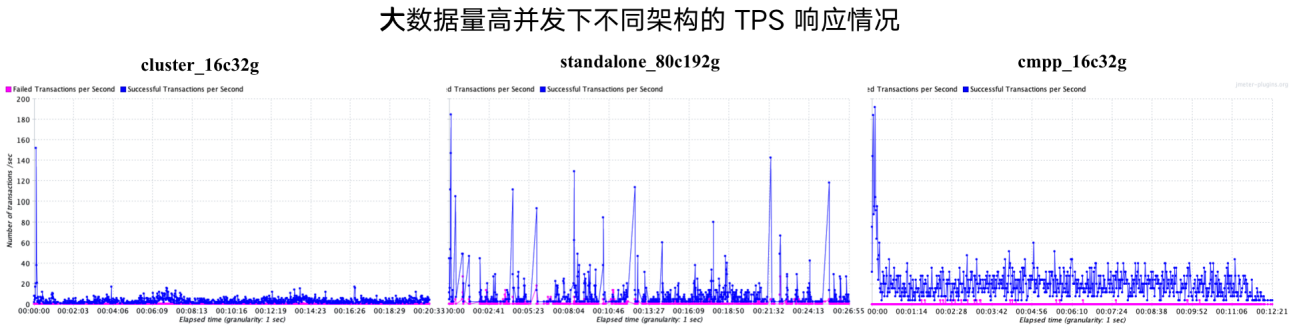 大数据量高并发下不同架构的 TPS 响应情况
cluster_16c32g
standalone_80c192g
cmpp_16c32g
Failed Transactions per Second Successful Transactions per Second
d Transactions per Second Successful Transactions per Second
ed Transactions per Second Successful Transactions per Second
jmeter-plugins.org
200
180
160
140
120
100
80
60
40
20
0
Number of transactions /sec
00:00:00 00:02:03 00:04:06 00:06:09 00:08:13 00:10:16 00:12:19 00:14:23 00:16:26 00:18:29 00:20:33
Elapsed time (granularity: 1 sec)
0:00 00:02:41 00:05:23 00:08:04 00:10:46 00:13:27 00:16:09 00:18:50 00:21:32 00:24:13 00:26:55
Elapsed time (granularity: 1 sec)
00:00 00:01:14 00:02:28 00:03:42 00:04:56 00:06:10 00:07:24 00:08:38 00:09:52 00:11:06 00:12:21
Elapsed time (granularity: 1 sec)